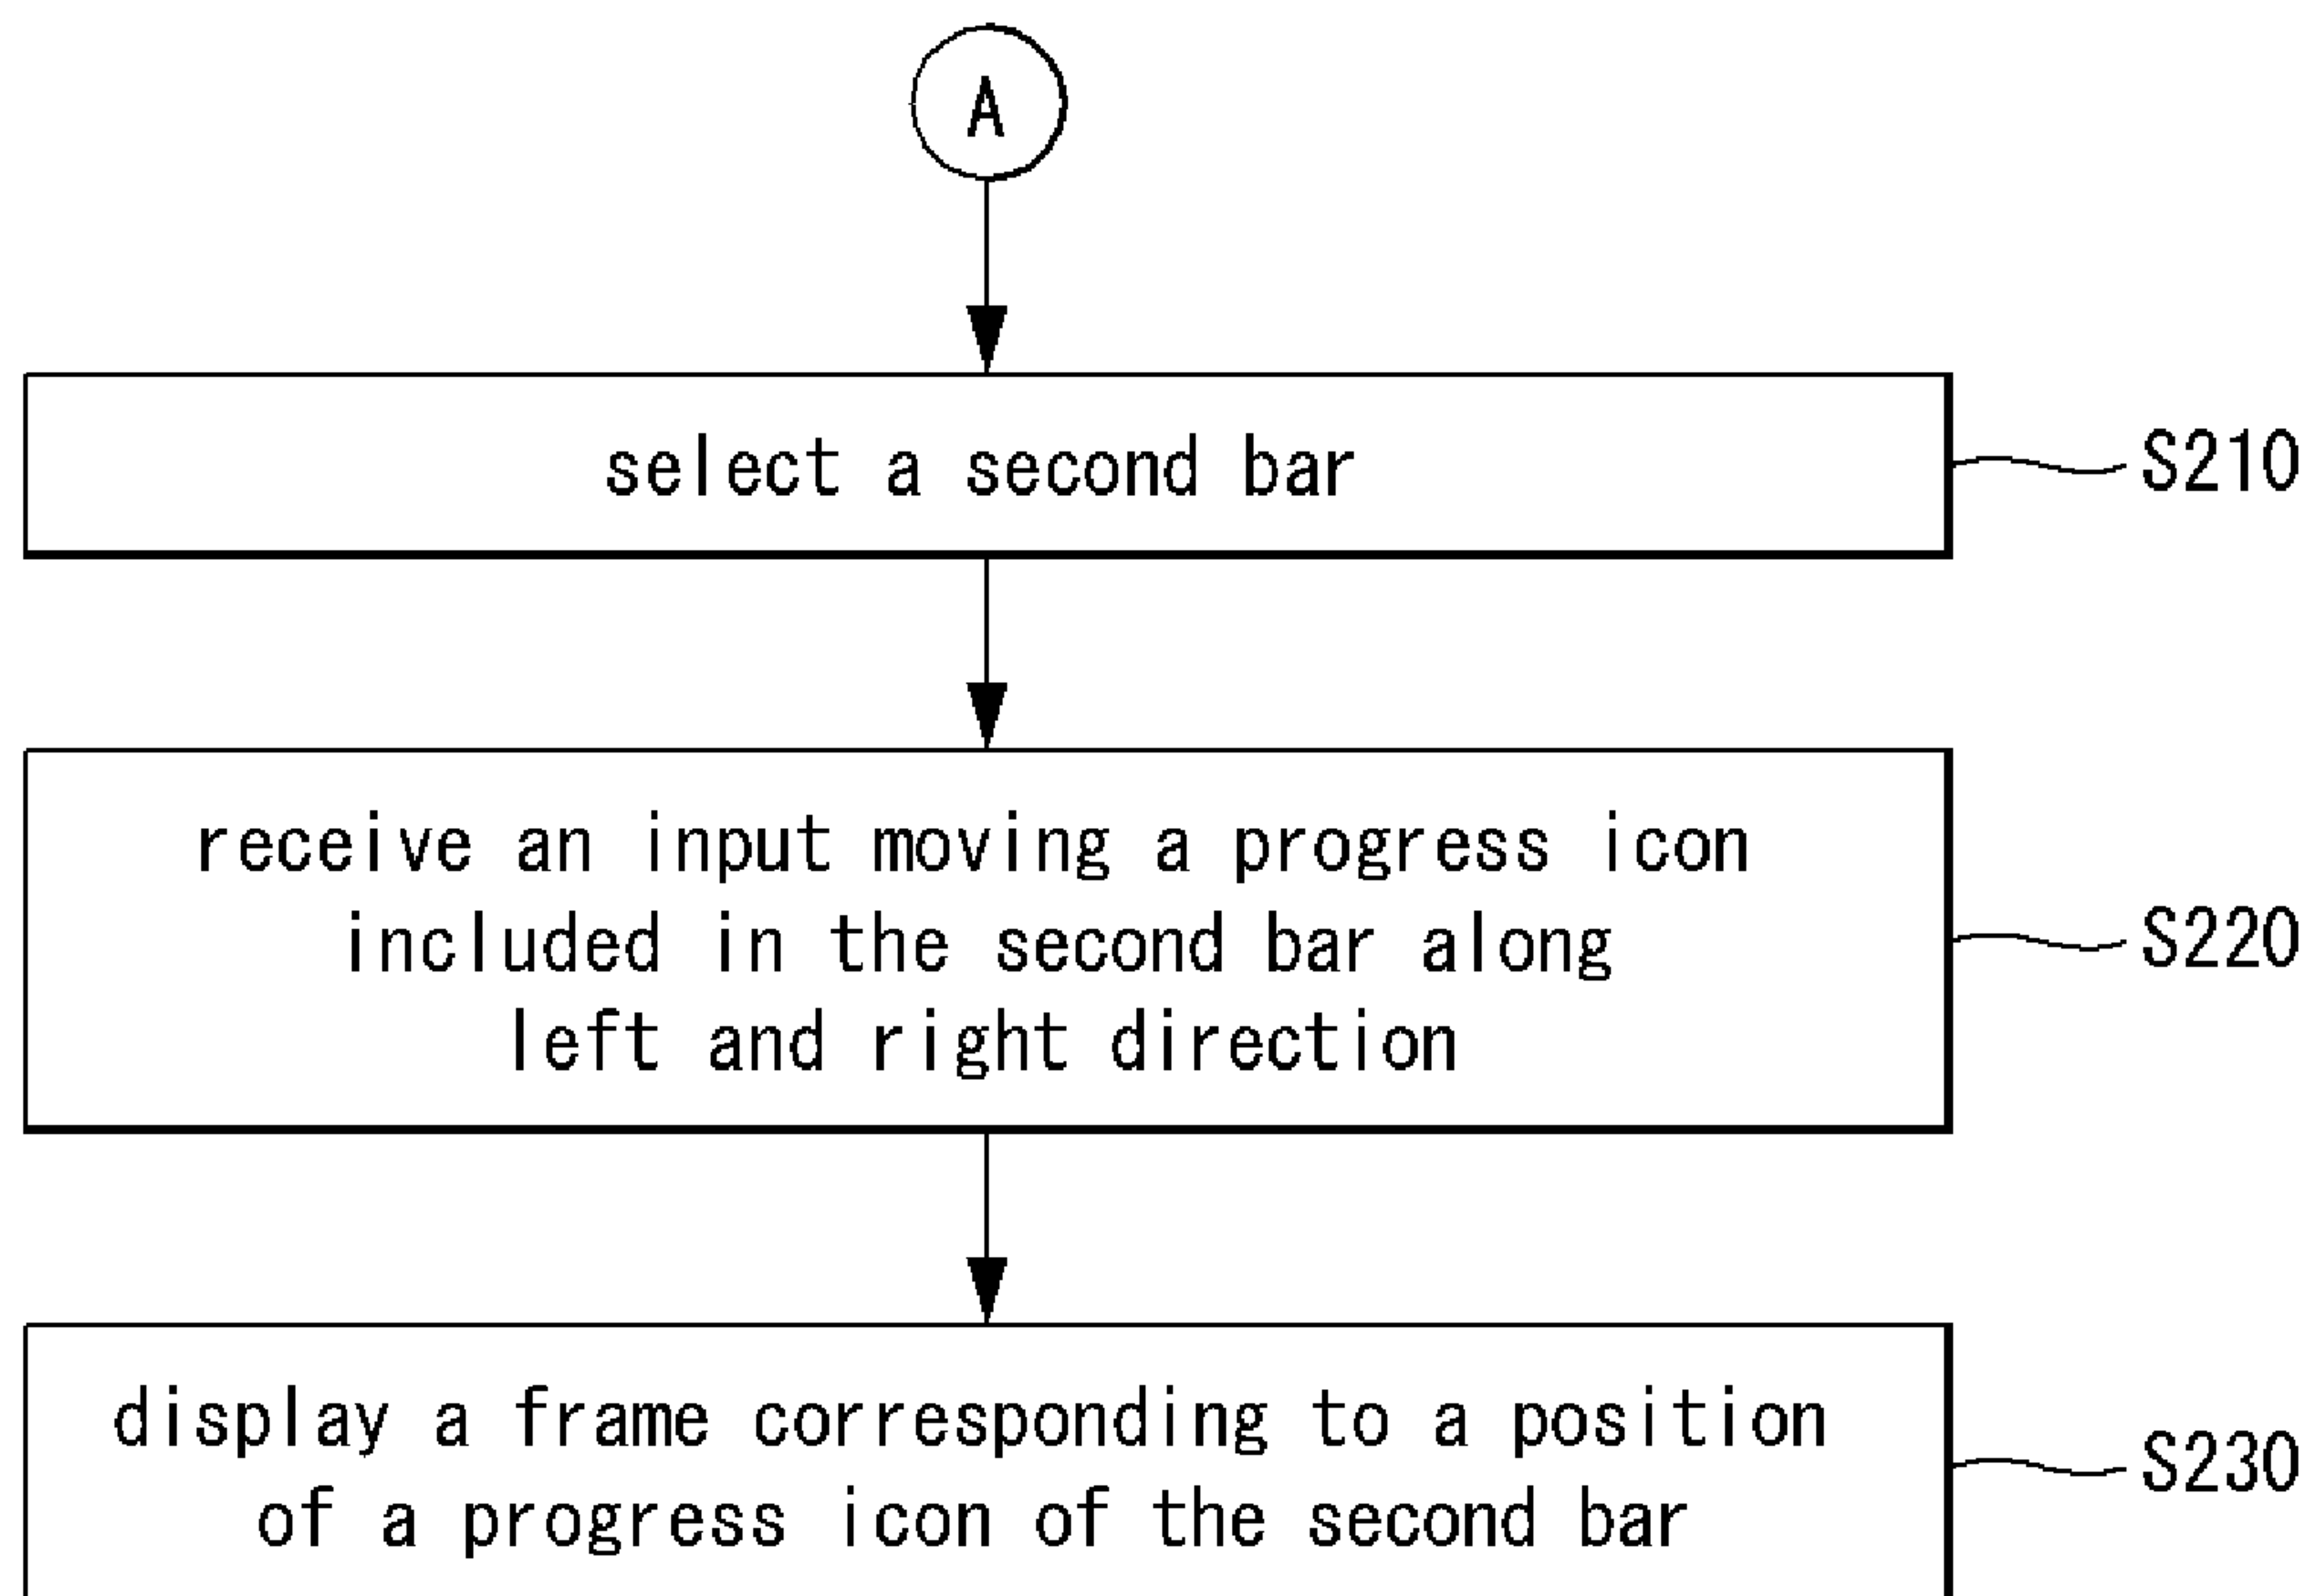 A
select a second bar
S210
receive an input moving a progress icon
included in the second bar along
left and right direction
S220
display a frame corresponding to a position
of a progress icon of the second bar
S230